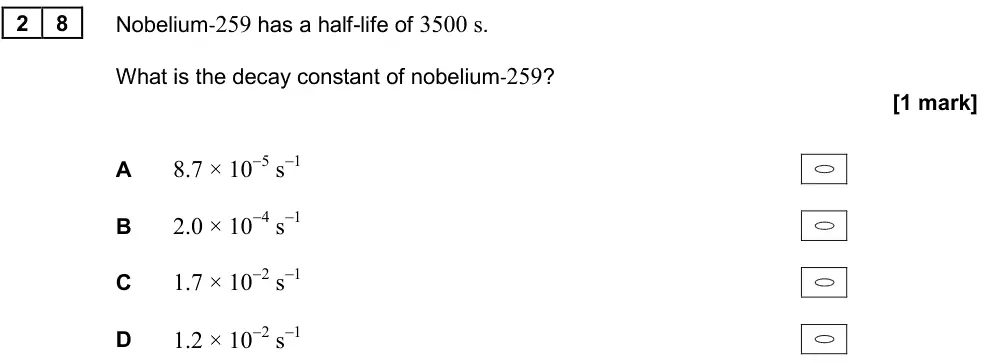 2 8 Nobelium-259 has a half-life of 3500 s.
What is the decay constant of nobelium-259?
[1 mark]
A 8.7 × 10⁻⁵ s⁻¹
B 2.0 × 10⁻⁴ s⁻¹
C 1.7 × 10⁻² s⁻¹
D 1.2 × 10⁻² s⁻¹